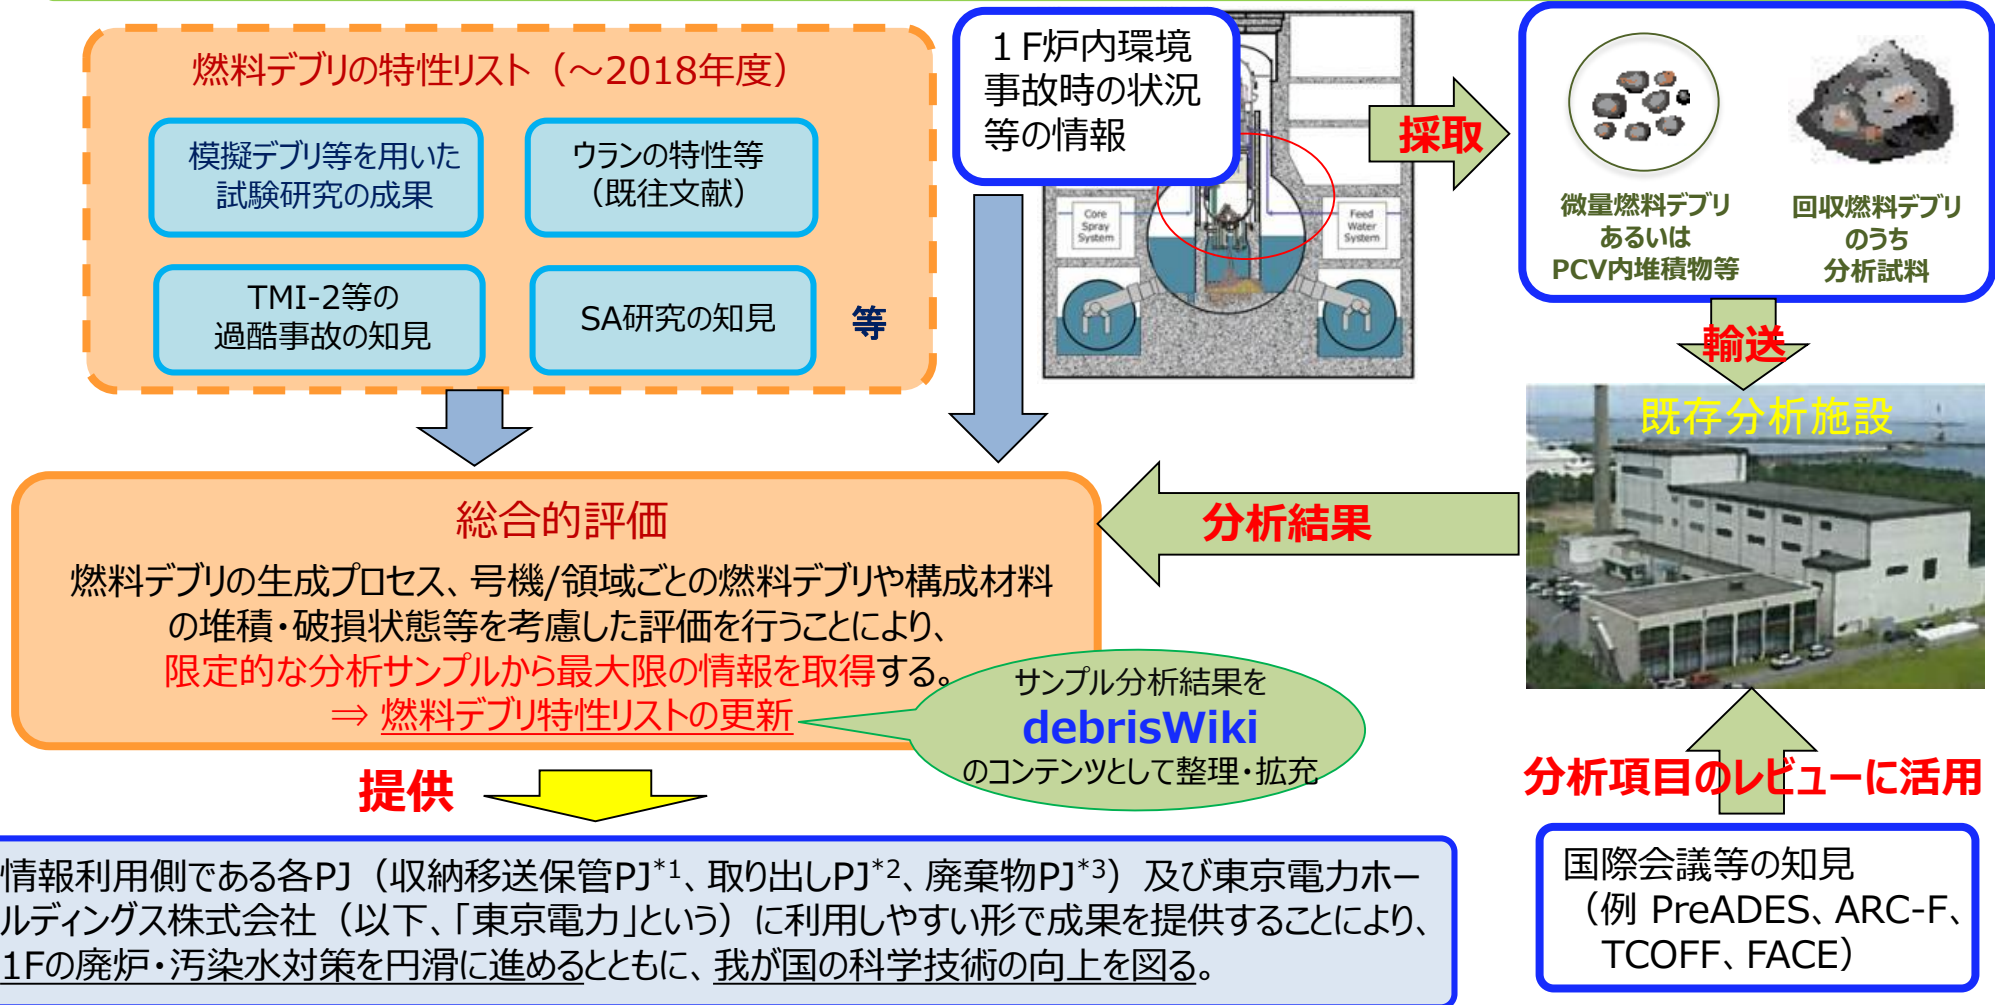 燃料デブリの特性リスト（～2018年度）
模擬デブリ等を用いた
試験研究の成果
ウランの特性等
（既往文献）
TMI-2等の
過酷事故の知見
SA研究の知見
等
１F炉内環境
事故時の状況
等の情報
Core
Spray
System
Feed
Water
System
採取
微量燃料デブリ
あるいは
PCV内堆積物等
回収燃料デブリ
のうち
分析試料
輸送
既存分析施設
分析結果
総合的評価
燃料デブリの生成プロセス、号機/領域ごとの燃料デブリや構成材料
の堆積・破損状態等を考慮した評価を行うことにより、
限定的な分析サンプルから最大限の情報を取得する。
⇒ 燃料デブリ特性リストの更新
サンプル分析結果を
debrisWiki
のコンテンツとして整理・拡充
分析項目のレビューに活用
国際会議等の知見
（例 PreADES、ARC-F、
TCOFF、FACE）
提供
情報利用側である各PJ（収納移送保管PJ*1、取り出しPJ*2、廃棄物PJ*3）及び東京電力ホー
ルディングス株式会社（以下、「東京電力」という）に利用しやすい形で成果を提供することにより、
1Fの廃炉・汚染水対策を円滑に進めるとともに、我が国の科学技術の向上を図る。